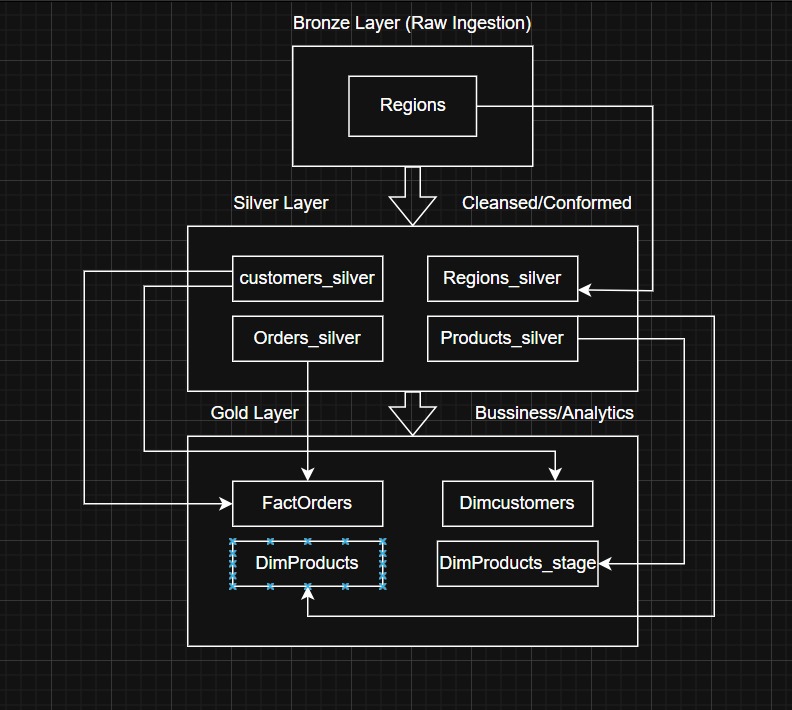 Bronze Layer (Raw Ingestion)
Regions
Silver Layer
Cleansed/Conformed
customers_silver
Regions_silver
Orders_silver
Products_silver
Gold Layer
Bussiness/Analytics
FactOrders
Dimcustomers
DimProducts
DimProducts_stage